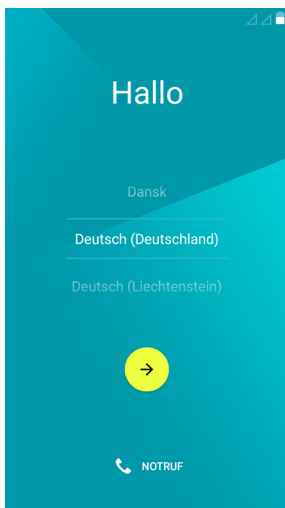 Hallo
Dansk
Deutsch (Deutschland)
Deutsch (Liechtenstein)
NOTRUF